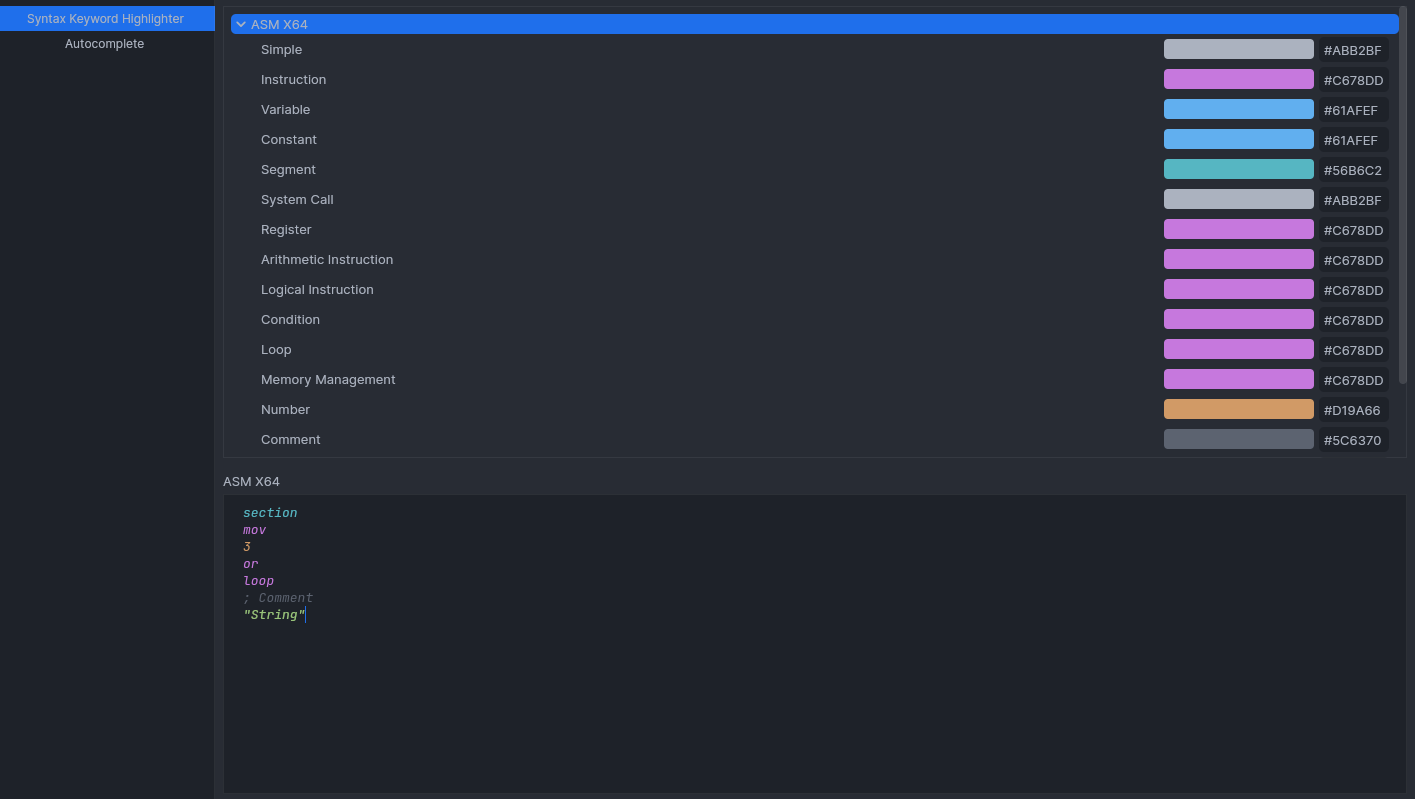 Syntax Keyword Highlighter
Autocomplete
ASM X64
Simple #ABB2BF
Instruction #C678DD
Variable #61AFEF
Constant #61AFEF
Segment #56B6C2
System Call #ABB2BF
Register #C678DD
Arithmetic Instruction #C678DD
Logical Instruction #C678DD
Condition #C678DD
Loop #C678DD
Memory Management #C678DD
Number #D19A66
Comment #5C6370
ASM X64
section
mov
3
or
loop
; Comment
"String"